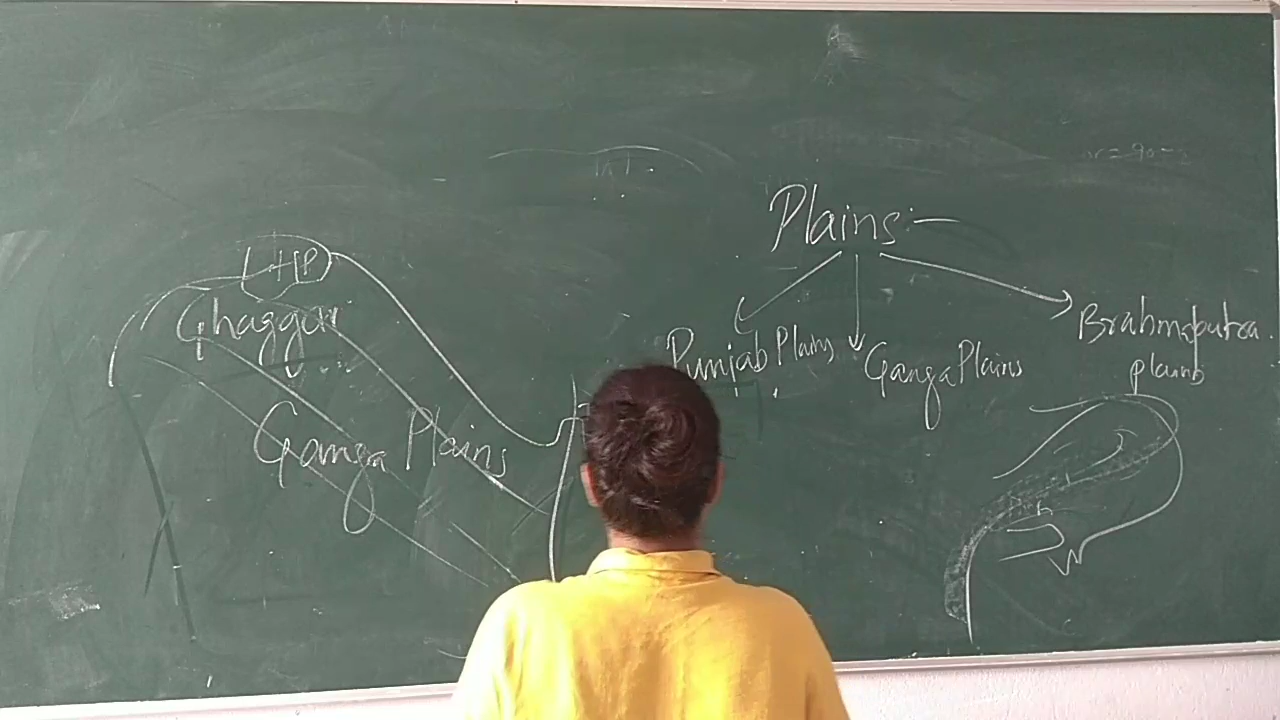 Plains:-
Punjab Plains
Ganga Plains
Brahmaputra
plains
HP
Ghaggar
Ganga Plains